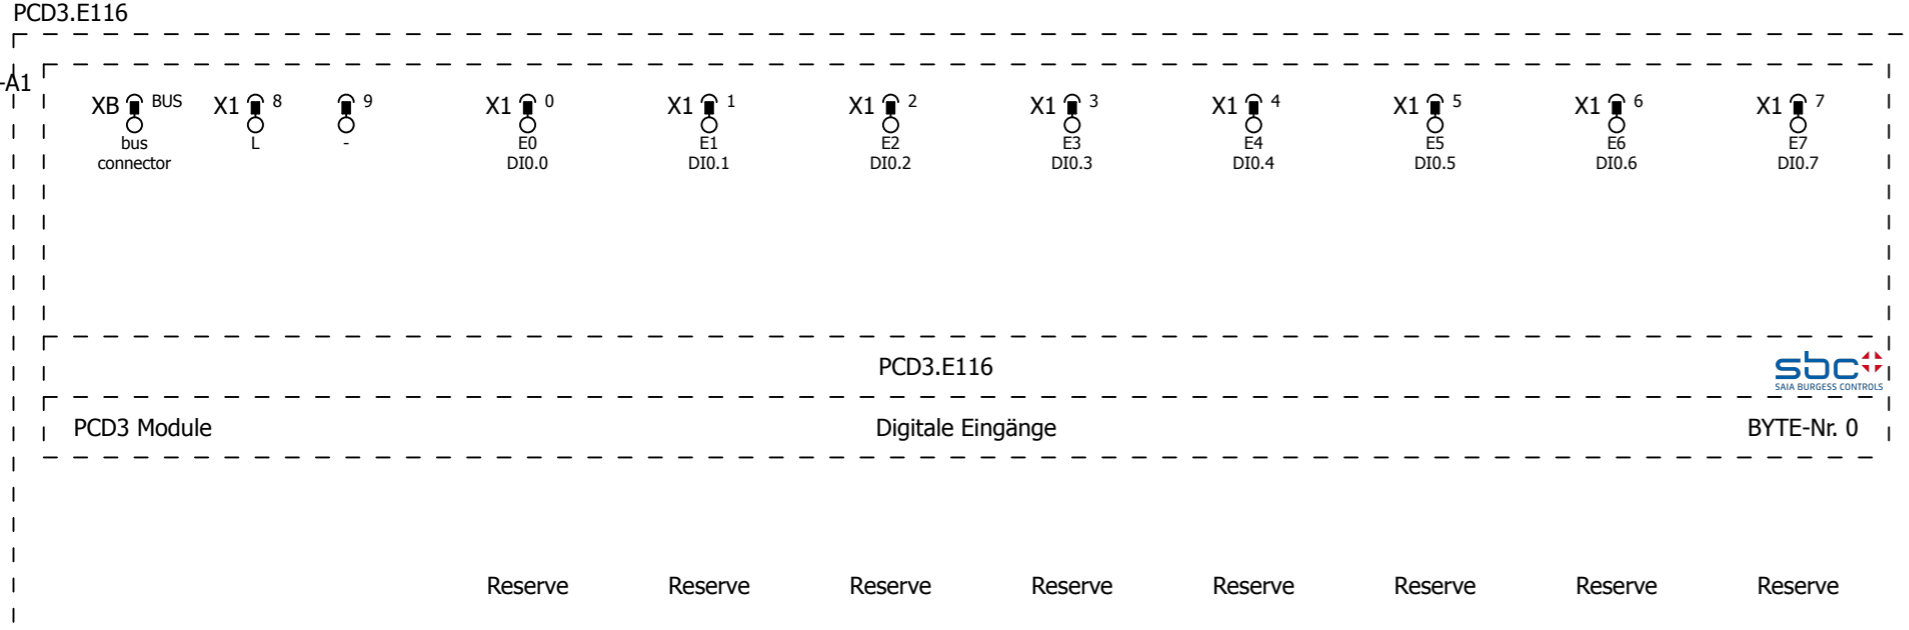 PCD3.E116
-A1
XB BUS X1 8 9 X1 0 X1 1 X1 2 X1 3 X1 4 X1 5 X1 6 X1 7
bus L - E0 E1 E2 E3 E4 E5 E6 E7
connector DI0.0 DI0.1 DI0.2 DI0.3 DI0.4 DI0.5 DI0.6 DI0.7
PCD3.E116 sbc
SAIA BURGESS CONTROLS
PCD3 Module Digitale Eingänge BYTE-Nr. 0
Reserve Reserve Reserve Reserve Reserve Reserve Reserve Reserve